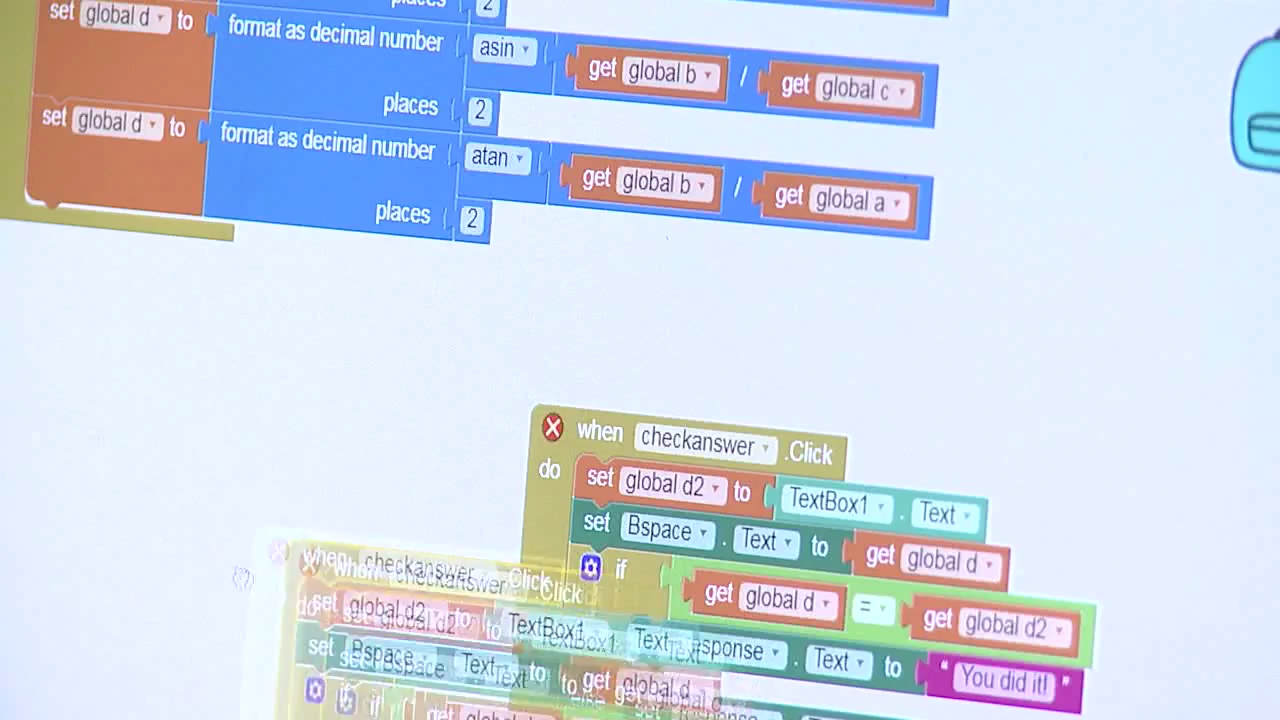 places 2
set global d to format as decimal number asin get global b / get global c
places 2
set global d to format as decimal number atan get global b / get global a
places 2
when checkanswer .Click
do set global d2 to TextBox1 . Text
set Bspace . Text to get global d
if get global d = get global d2
Text to " You did it! "
when checkanswer .Click
set global d2 to TextBox1 Text
set Bspace Text to get global d
if get